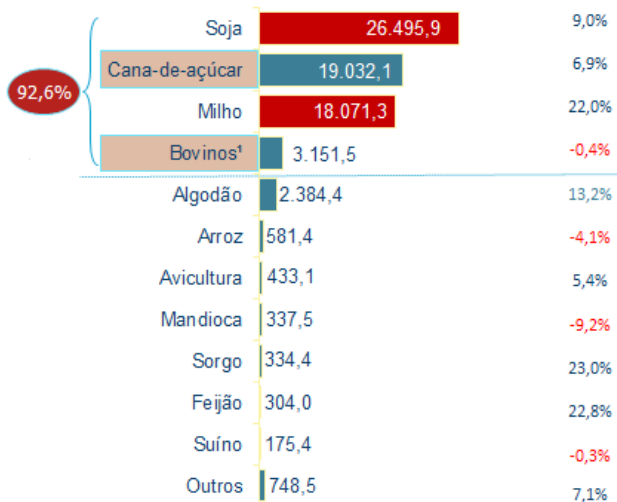 Soja 26.495,9 9,0%
Cana-de-açúcar 19.032,1 6,9%
92,6%
Milho 18.071,3 22,0%
Bovinos¹ 3.151,5 -0,4%
Algodão 2.384,4 13,2%
Arroz 581,4 -4,1%
Avicultura 433,1 5,4%
Mandioca 337,5 -9,2%
Sorgo 334,4 23,0%
Feijão 304,0 22,8%
Suíno 175,4 -0,3%
Outros 748,5 7,1%